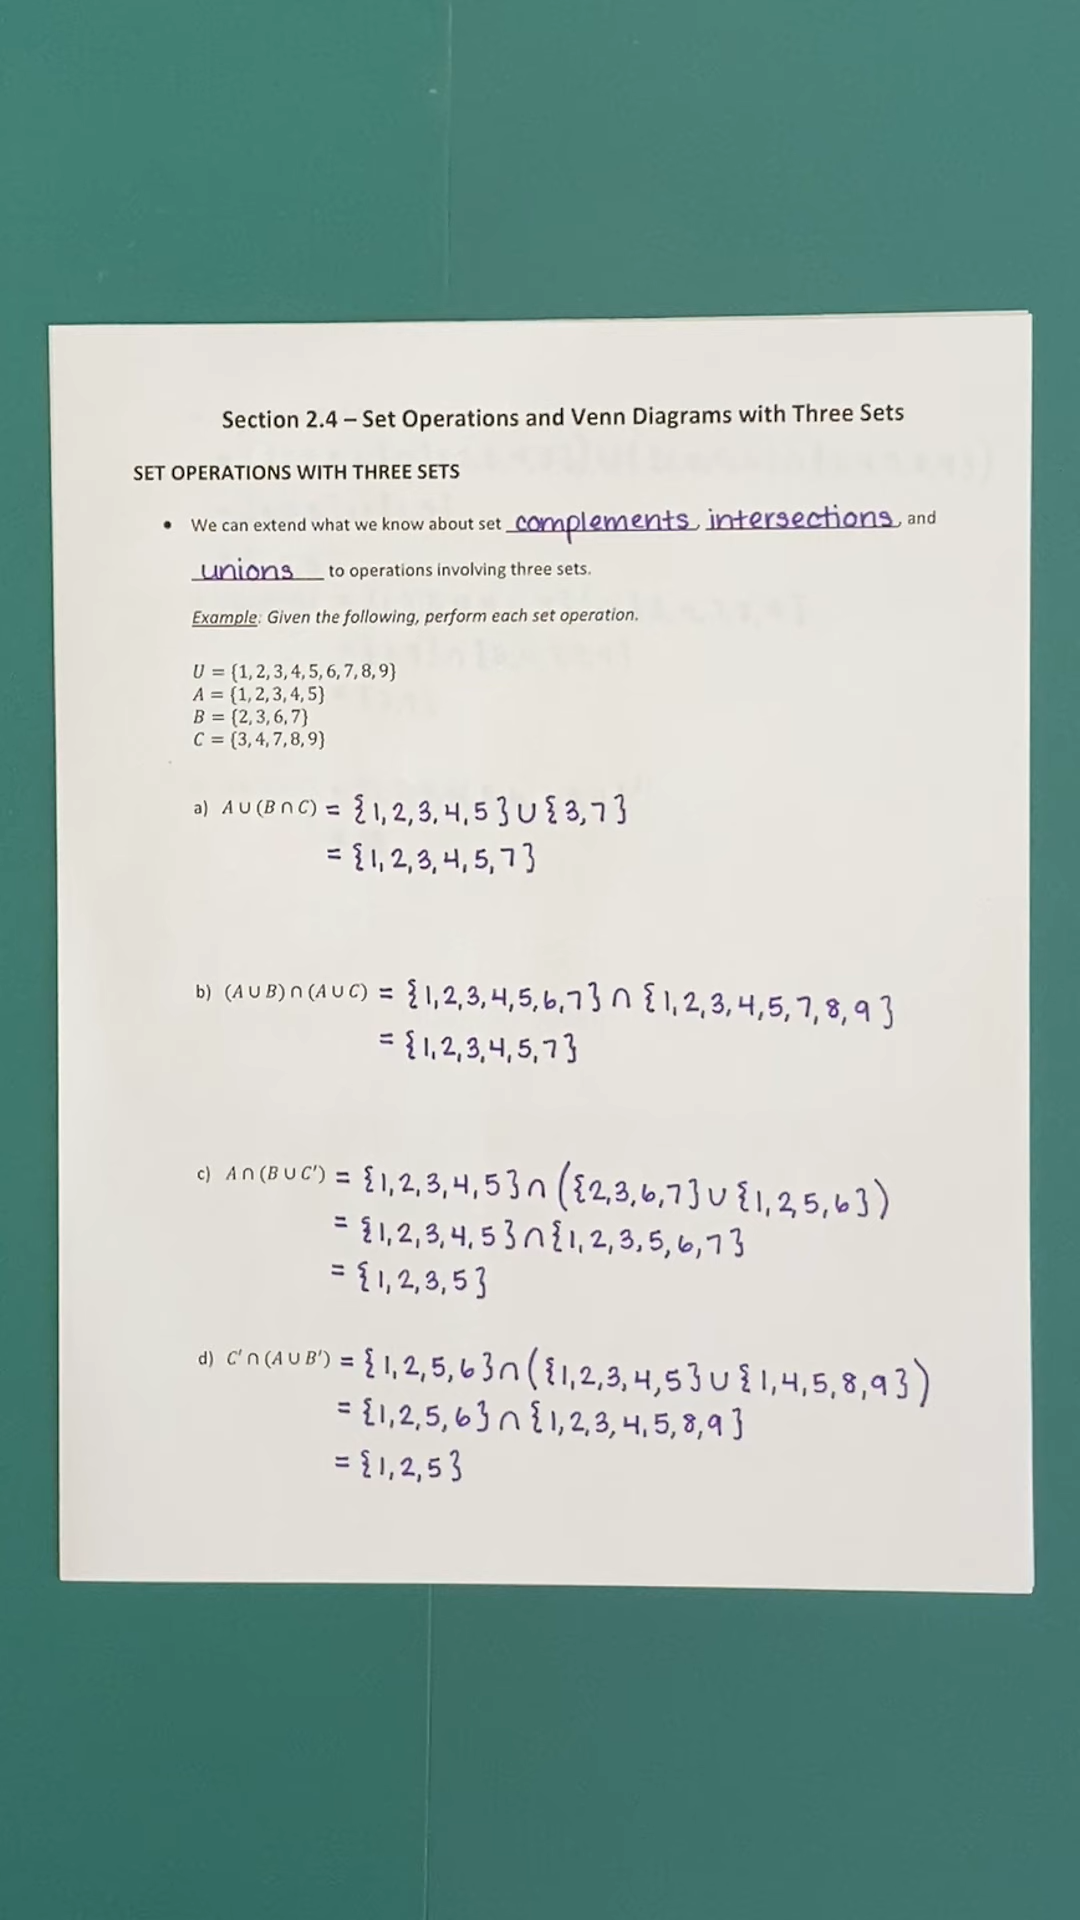 Section 2.4 – Set Operations and Venn Diagrams with Three Sets
SET OPERATIONS WITH THREE SETS
• We can extend what we know about set complements, intersections, and
unions to operations involving three sets.
Example: Given the following, perform each set operation.
U = {1, 2, 3, 4, 5, 6, 7, 8, 9}
A = {1, 2, 3, 4, 5}
B = {2, 3, 6, 7}
C = {3, 4, 7, 8, 9}
a) A ∪ (B ∩ C) = {1, 2, 3, 4, 5} ∪ {3, 7}
= {1, 2, 3, 4, 5, 7}
b) (A ∪ B) ∩ (A ∪ C) = {1, 2, 3, 4, 5, 6, 7} ∩ {1, 2, 3, 4, 5, 7, 8, 9}
= {1, 2, 3, 4, 5, 7}
c) A ∩ (B ∪ C') = {1, 2, 3, 4, 5} ∩ ({2, 3, 6, 7} ∪ {1, 2, 5, 6})
= {1, 2, 3, 4, 5} ∩ {1, 2, 3, 5, 6, 7}
= {1, 2, 3, 5}
d) C' ∩ (A ∪ B') = {1, 2, 5, 6} ∩ ({1, 2, 3, 4, 5} ∪ {1, 4, 5, 8, 9})
= {1, 2, 5, 6} ∩ {1, 2, 3, 4, 5, 8, 9}
= {1, 2, 5}